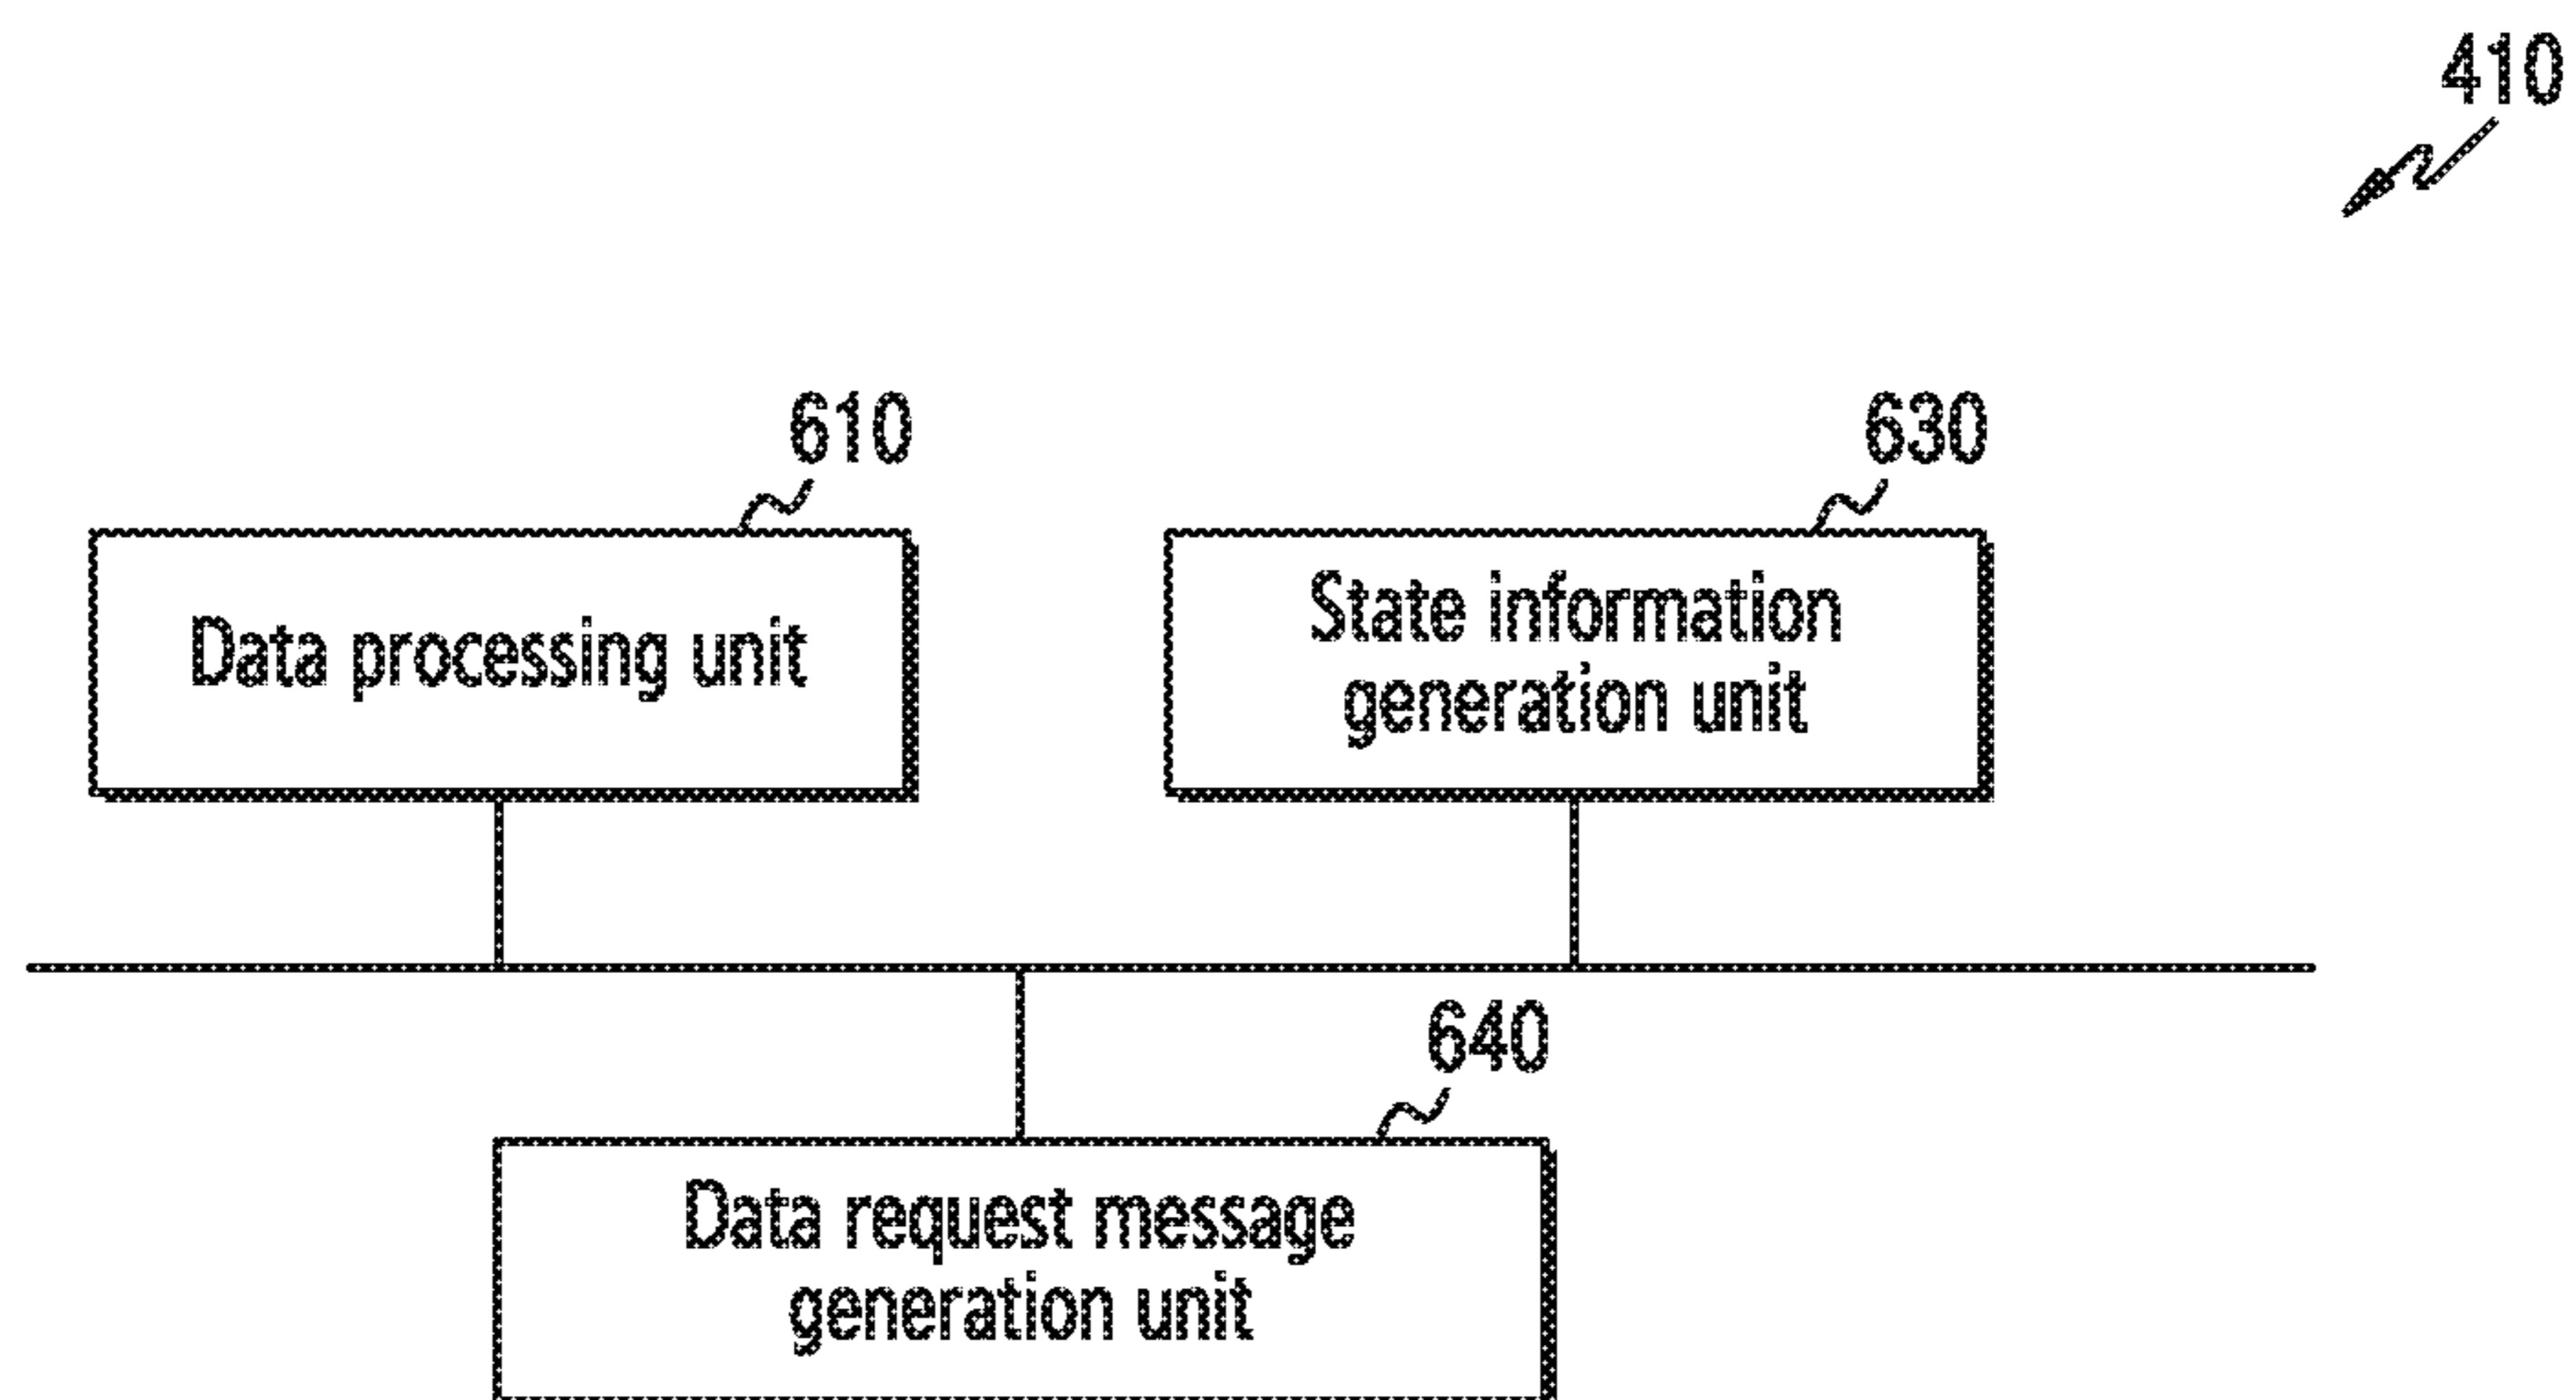 410
610
630
Data processing unit
State information
generation unit
640
Data request message
generation unit